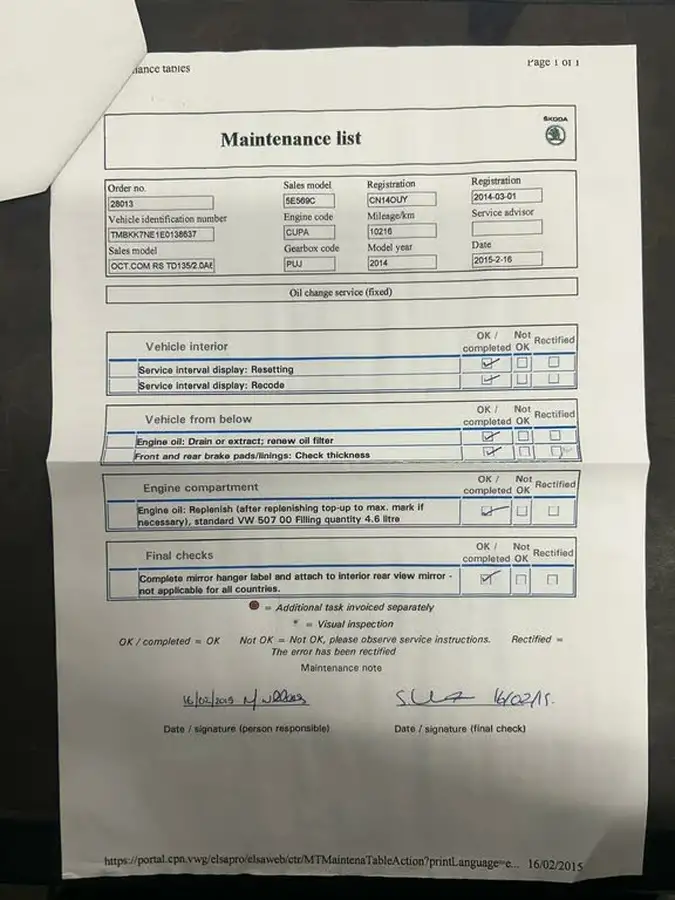 ance tables Page 1 of 1
Maintenance list
ŠKODA
Order no. Sales model Registration Registration
28013 5E569C CN14OUY 2014-03-01
Vehicle identification number Engine code Mileage/km Service advisor
TMBKK7NE1E0138637 CUPA 10216
Sales model Gearbox code Model year Date
OCT.COM RS TD135/2.0A6 PUJ 2014 2015-2-16
Oil change service (fixed)
Vehicle interior OK / completed Not OK Rectified
Service interval display: Resetting
Service interval display: Recode
Vehicle from below OK / completed Not OK Rectified
Engine oil: Drain or extract; renew oil filter
Front and rear brake pads/linings: Check thickness
Engine compartment OK / completed Not OK Rectified
Engine oil: Replenish (after replenishing top-up to max. mark if
necessary), standard VW 507 00 Filling quantity 4.6 litre
Final checks OK / completed Not OK Rectified
Complete mirror hanger label and attach to interior rear view mirror -
not applicable for all countries.
= Additional task invoiced separately
* = Visual inspection
OK / completed = OK Not OK = Not OK, please observe service instructions. Rectified =
The error has been rectified
Maintenance note
16/02/2015 16/02/15.
Date / signature (person responsible) Date / signature (final check)
https://portal.cpn.vwg/elsapro/elsaweb/ctr/MTMaintenaTableAction?printLanguage=e... 16/02/2015